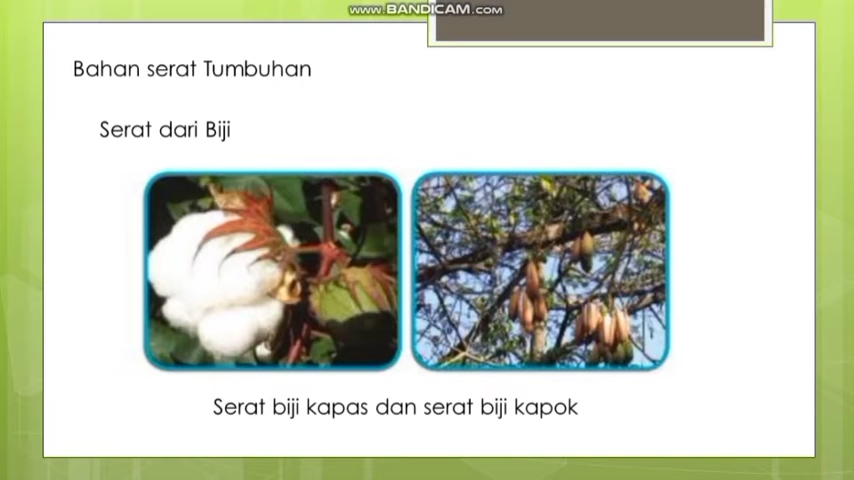 www.BANDICAM.com
Bahan serat Tumbuhan
Serat dari Biji
Serat biji kapas dan serat biji kapok